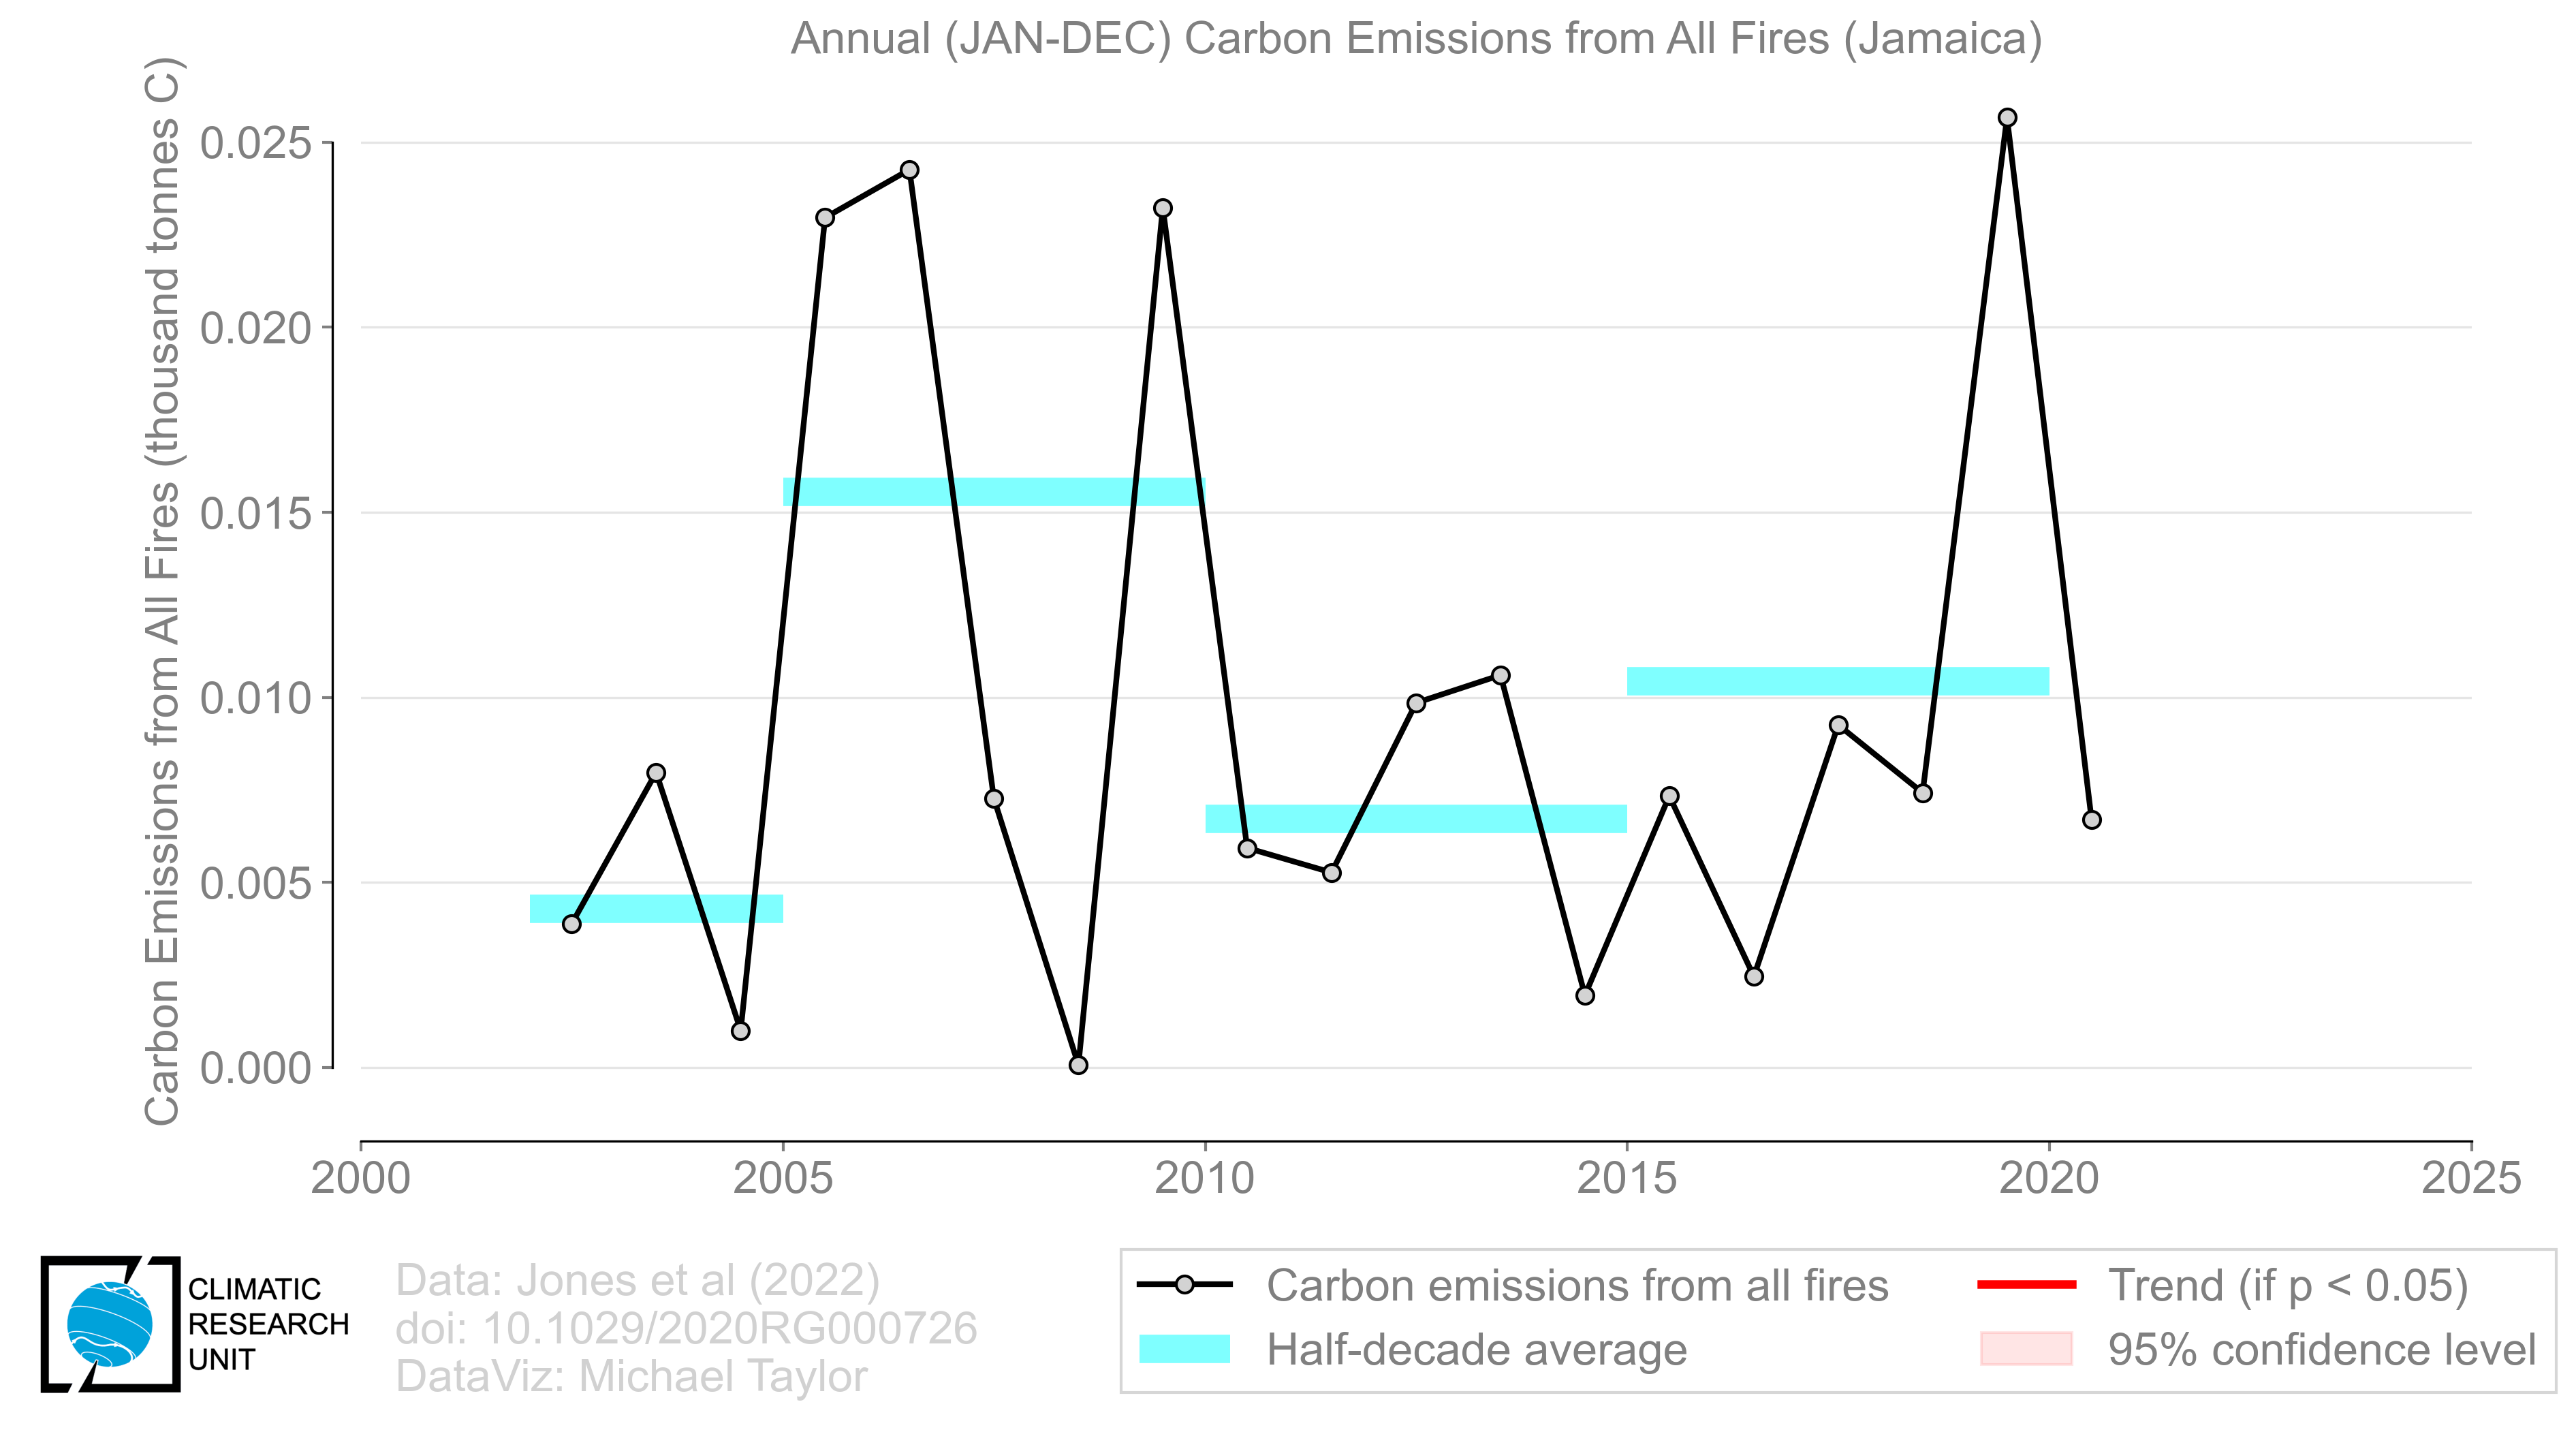 Annual (JAN-DEC) Carbon Emissions from All Fires (Jamaica)
Carbon Emissions from All Fires (thousand tonnes C)
0.025
0.020
0.015
0.010
0.005
0.000
2000
2005
2010
2015
2020
2025
CLIMATIC
RESEARCH
UNIT
Data: Jones et al (2022)
doi: 10.1029/2020RG000726
DataViz: Michael Taylor
Carbon emissions from all fires
Half-decade average
Trend (if p < 0.05)
95% confidence level